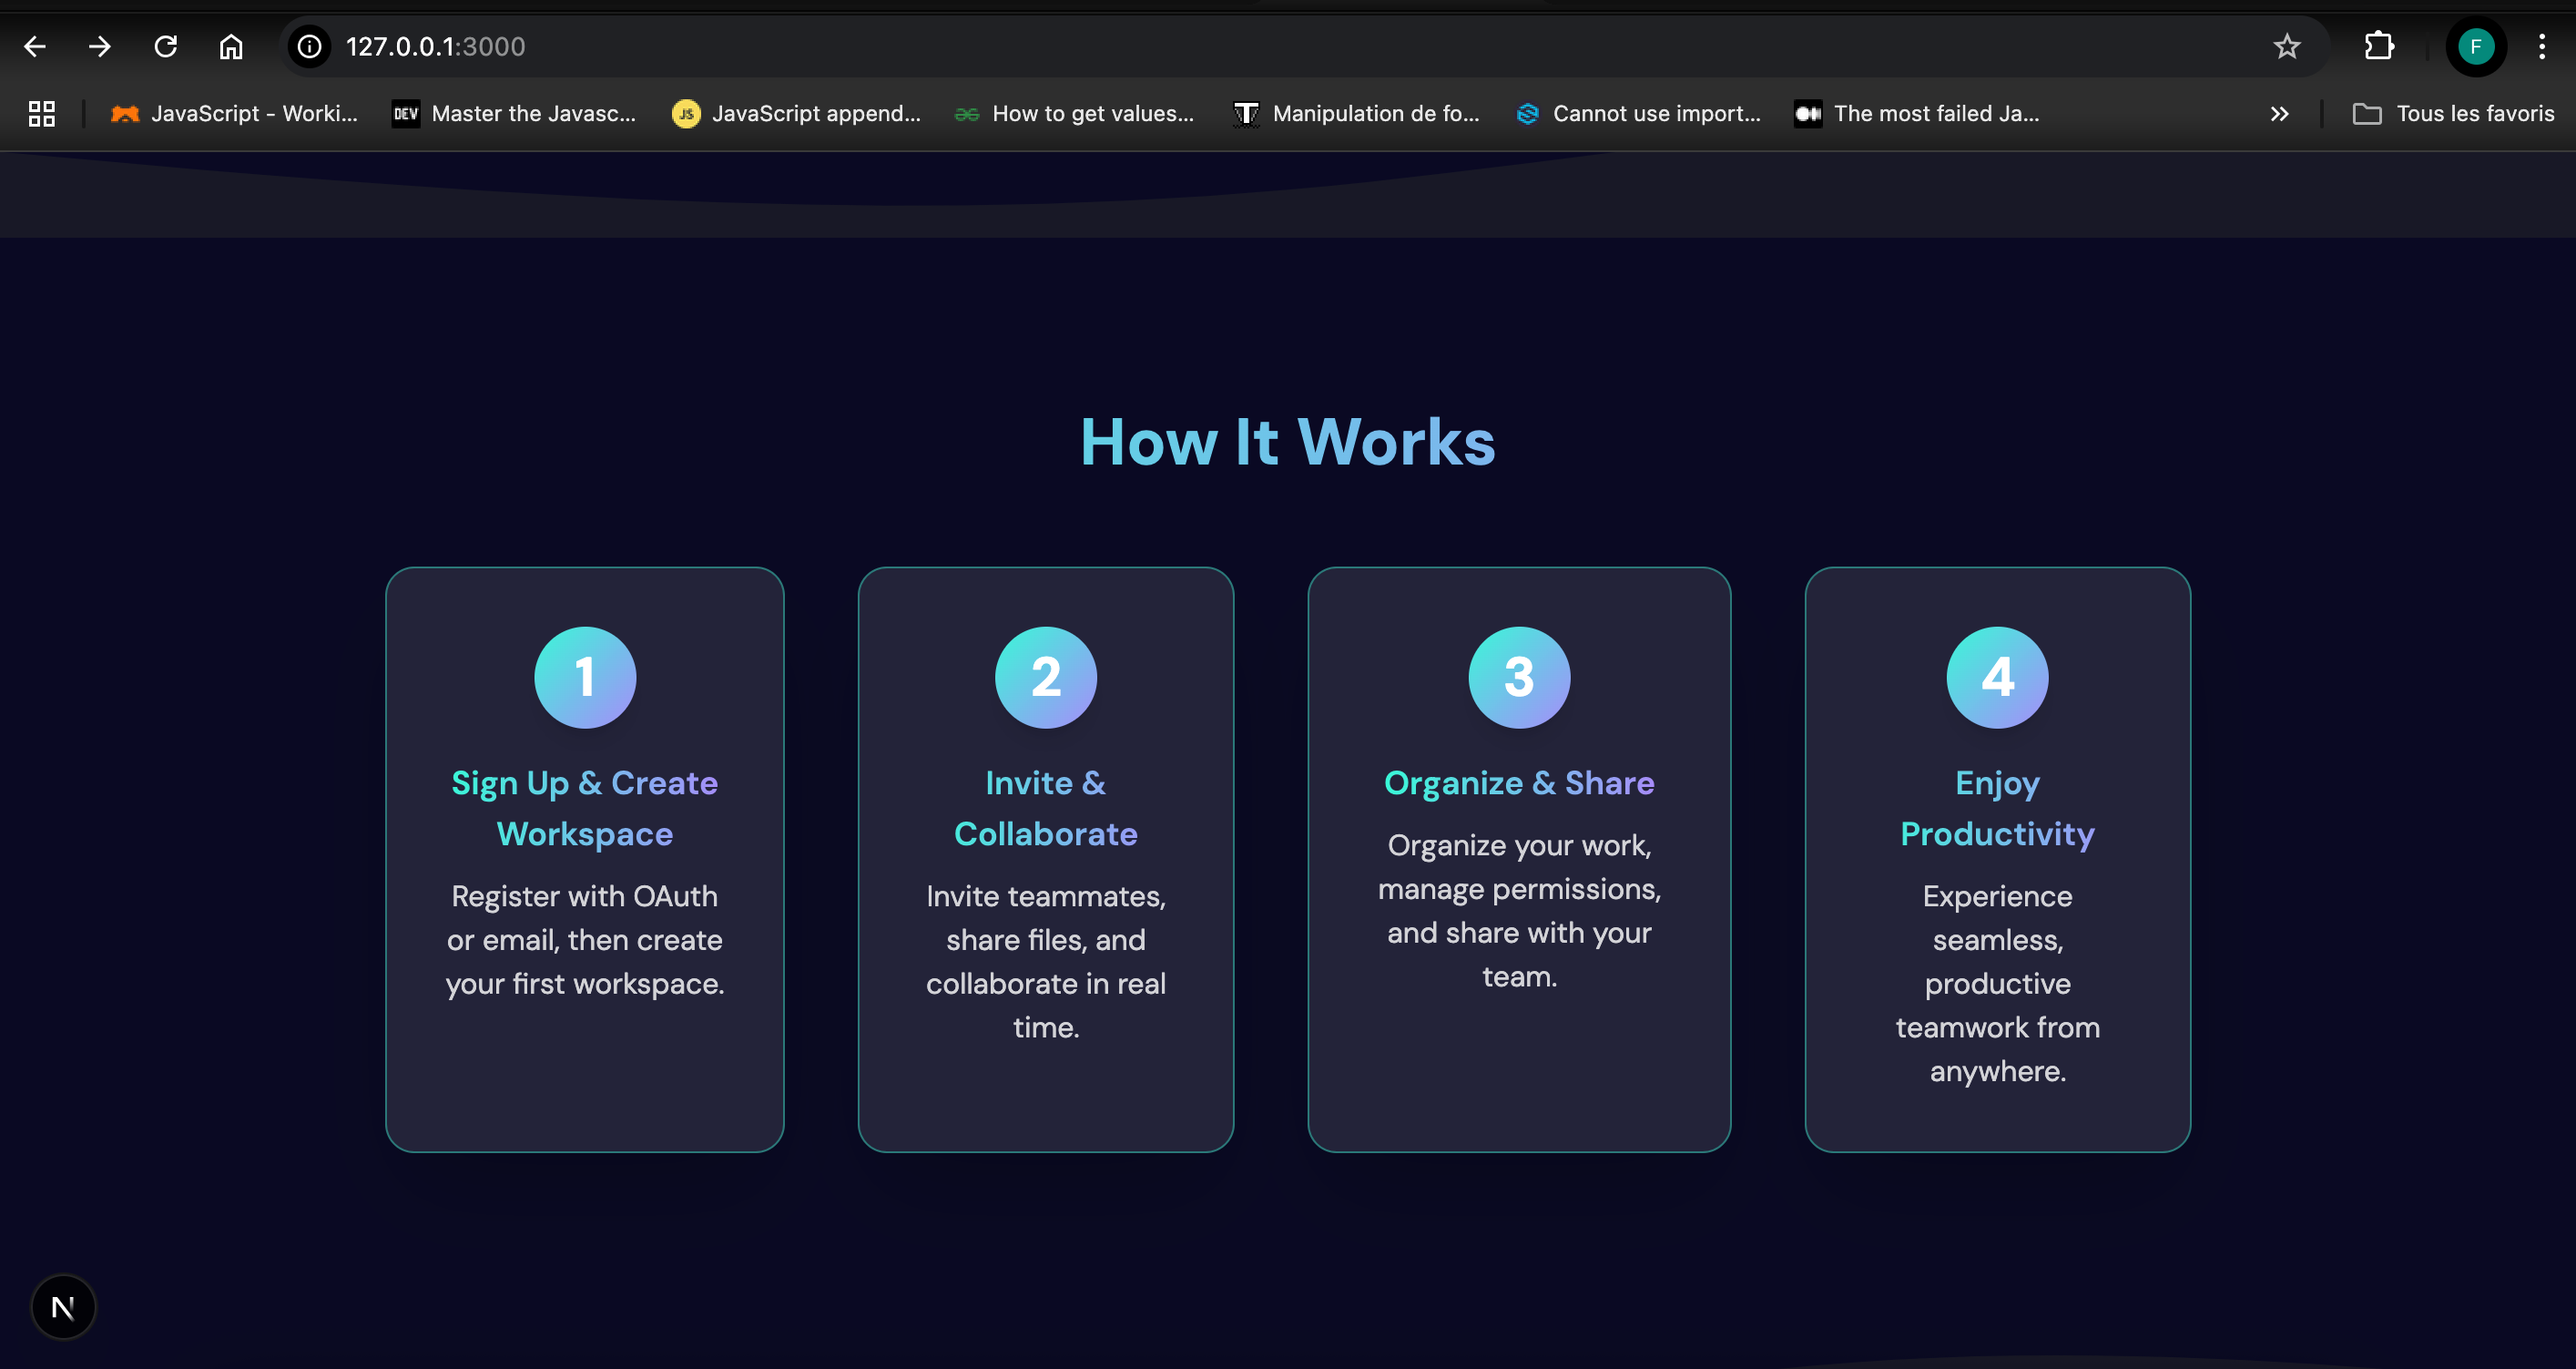 127.0.0.1:3000
F
JavaScript - Worki...
DEV Master the Javasc...
JS JavaScript append...
How to get values...
T Manipulation de fo...
Cannot use import...
The most failed Ja...
Tous les favoris
How It Works
1
Sign Up & Create
Workspace
Register with OAuth
or email, then create
your first workspace.
2
Invite &
Collaborate
Invite teammates,
share files, and
collaborate in real
time.
3
Organize & Share
Organize your work,
manage permissions,
and share with your
team.
4
Enjoy
Productivity
Experience
seamless,
productive
teamwork from
anywhere.
N